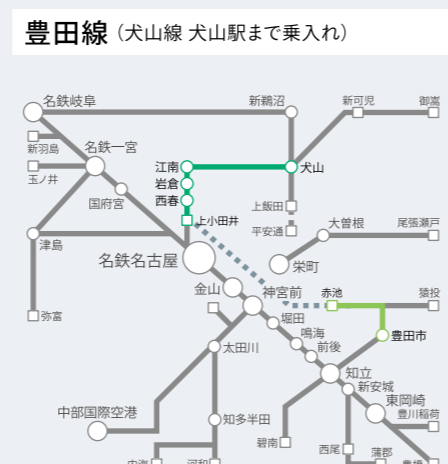 豊田線（犬山線 犬山駅まで乗入れ）
名鉄岐阜
新鵜沼
新可児
御嵩
新羽島
名鉄一宮
江南
犬山
玉ノ井
岩倉
国府宮
西春
上飯田
上小田井
大曽根
尾張瀬戸
津島
平安通
名鉄名古屋
栄町
金山
神宮前
赤池
猿投
弥富
堀田
鳴海
豊田市
太田川
前後
知立
新安城
中部国際空港
東岡崎
知多半田
豊川稲荷
碧南
西尾
蒲郡